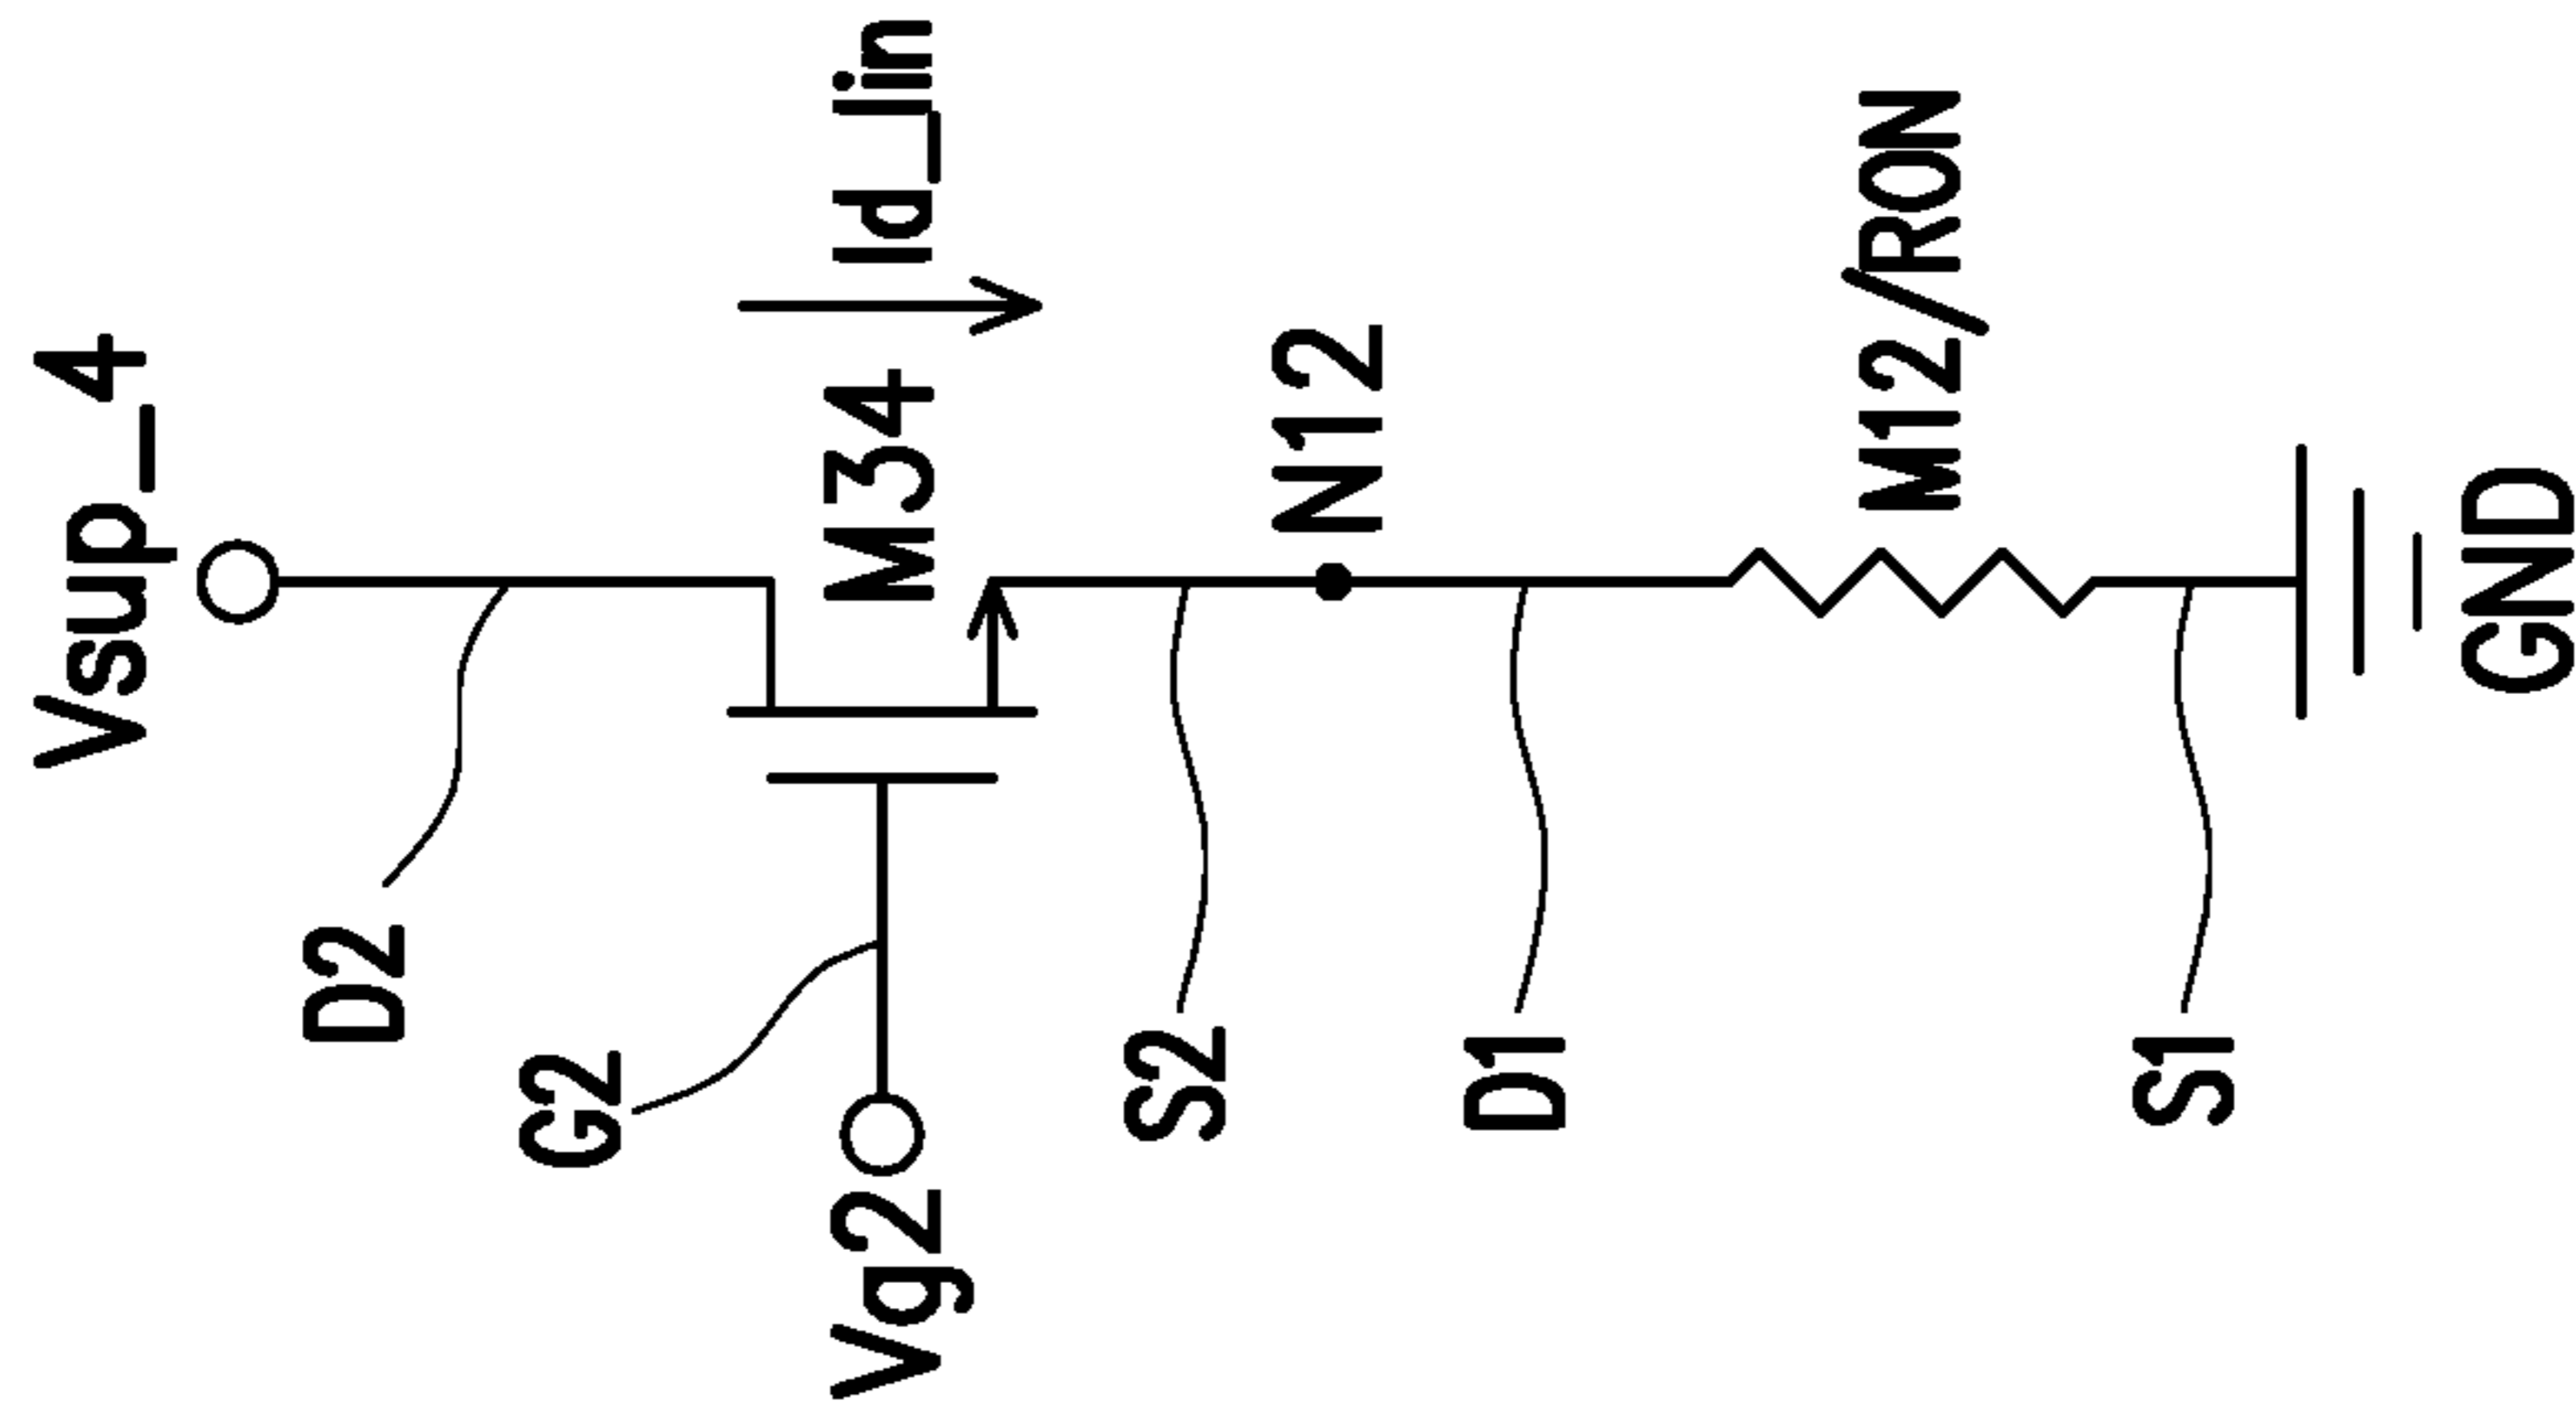 Vsup_4
D2
G2
Vg2
M34
Id_lin
S2
N12
D1
M12/RON
S1
GND